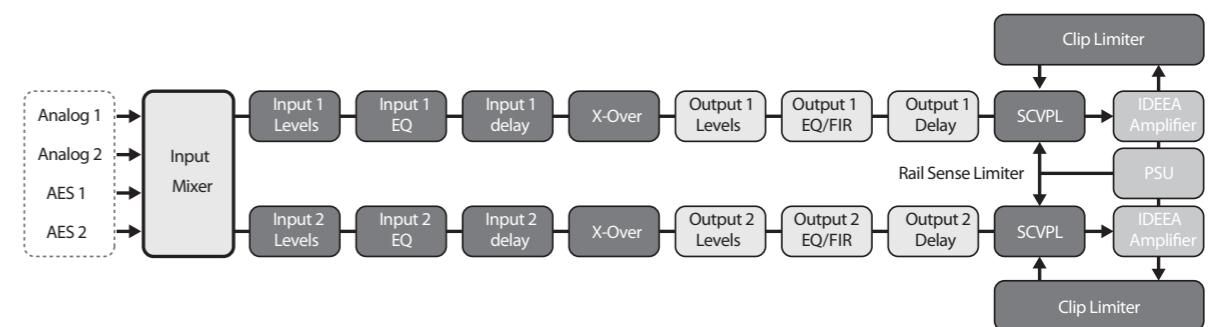 Clip Limiter
Analog 1
Analog 2
AES 1
AES 2
Input
Mixer
Input 1
Levels
Input 1
EQ
Input 1
delay
X-Over
Output 1
Levels
Output 1
EQ/FIR
Output 1
Delay
SCVPL
IDEEA
Amplifier
Rail Sense Limiter
PSU
Input 2
Levels
Input 2
EQ
Input 2
delay
X-Over
Output 2
Levels
Output 2
EQ/FIR
Output 2
Delay
SCVPL
IDEEA
Amplifier
Clip Limiter